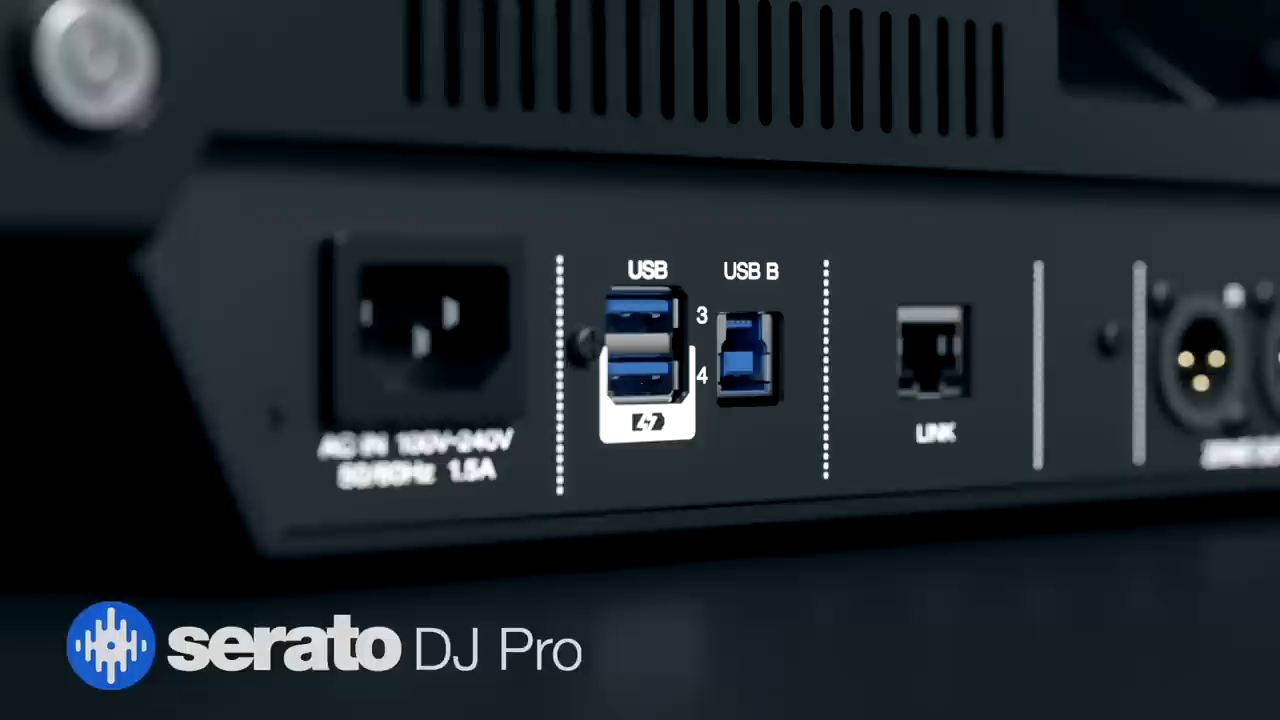 USB
USB B
3
4
AC IN 100V-240V
50/60Hz 1.5A
LINK
serato DJ Pro